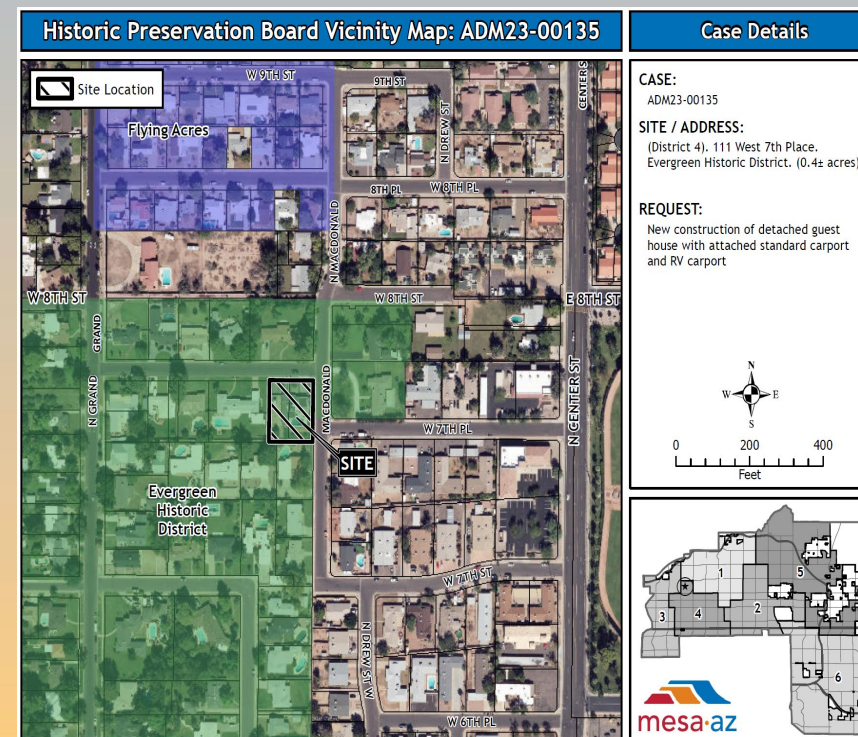 Historic Preservation Board Vicinity Map: ADM23-00135
Site Location
W 9TH ST
9TH ST
CENTER S
Flying Acres
N DREW ST
8TH PL
W 8TH PL
N MACDONALD
W 8TH ST
W 8TH ST
E 8TH ST
GRAND
N GRAND
MACDONALD
N CENTER ST
W 7TH PL
SITE
Evergreen
Historic
District
W 7TH ST
N DREW ST W
W 6TH PL
Case Details
CASE:
ADM23-00135
SITE / ADDRESS:
(District 4). 111 West 7th Place.
Evergreen Historic District. (0.4± acres)
REQUEST:
New construction of detached guest
house with attached standard carport
and RV carport
N
W E
S
0 200 400
Feet
1
5
2
3
4
6
mesa·az